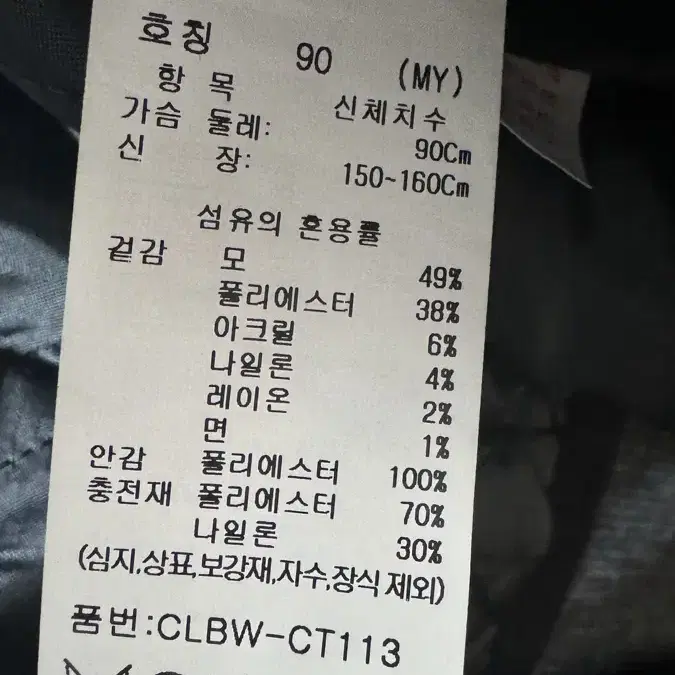 호칭 90 (MY)
항 목 신체치수
가슴 둘레: 90Cm
신 장: 150~160Cm
섬유의 혼용률
겉감 모 49%
폴리에스터 38%
아크릴 6%
나일론 4%
레이온 2%
면 1%
안감 폴리에스터 100%
충전재 폴리에스터 70%
나일론 30%
(심지,상표,보강재,자수,장식 제외)
품번:CLBW-CT113